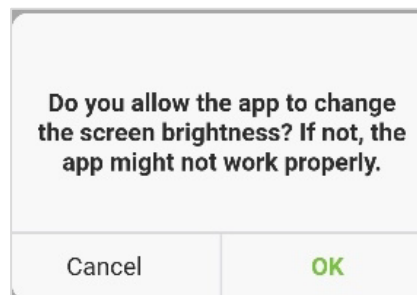 Do you allow the app to change
the screen brightness? If not, the
app might not work properly.
Cancel
OK